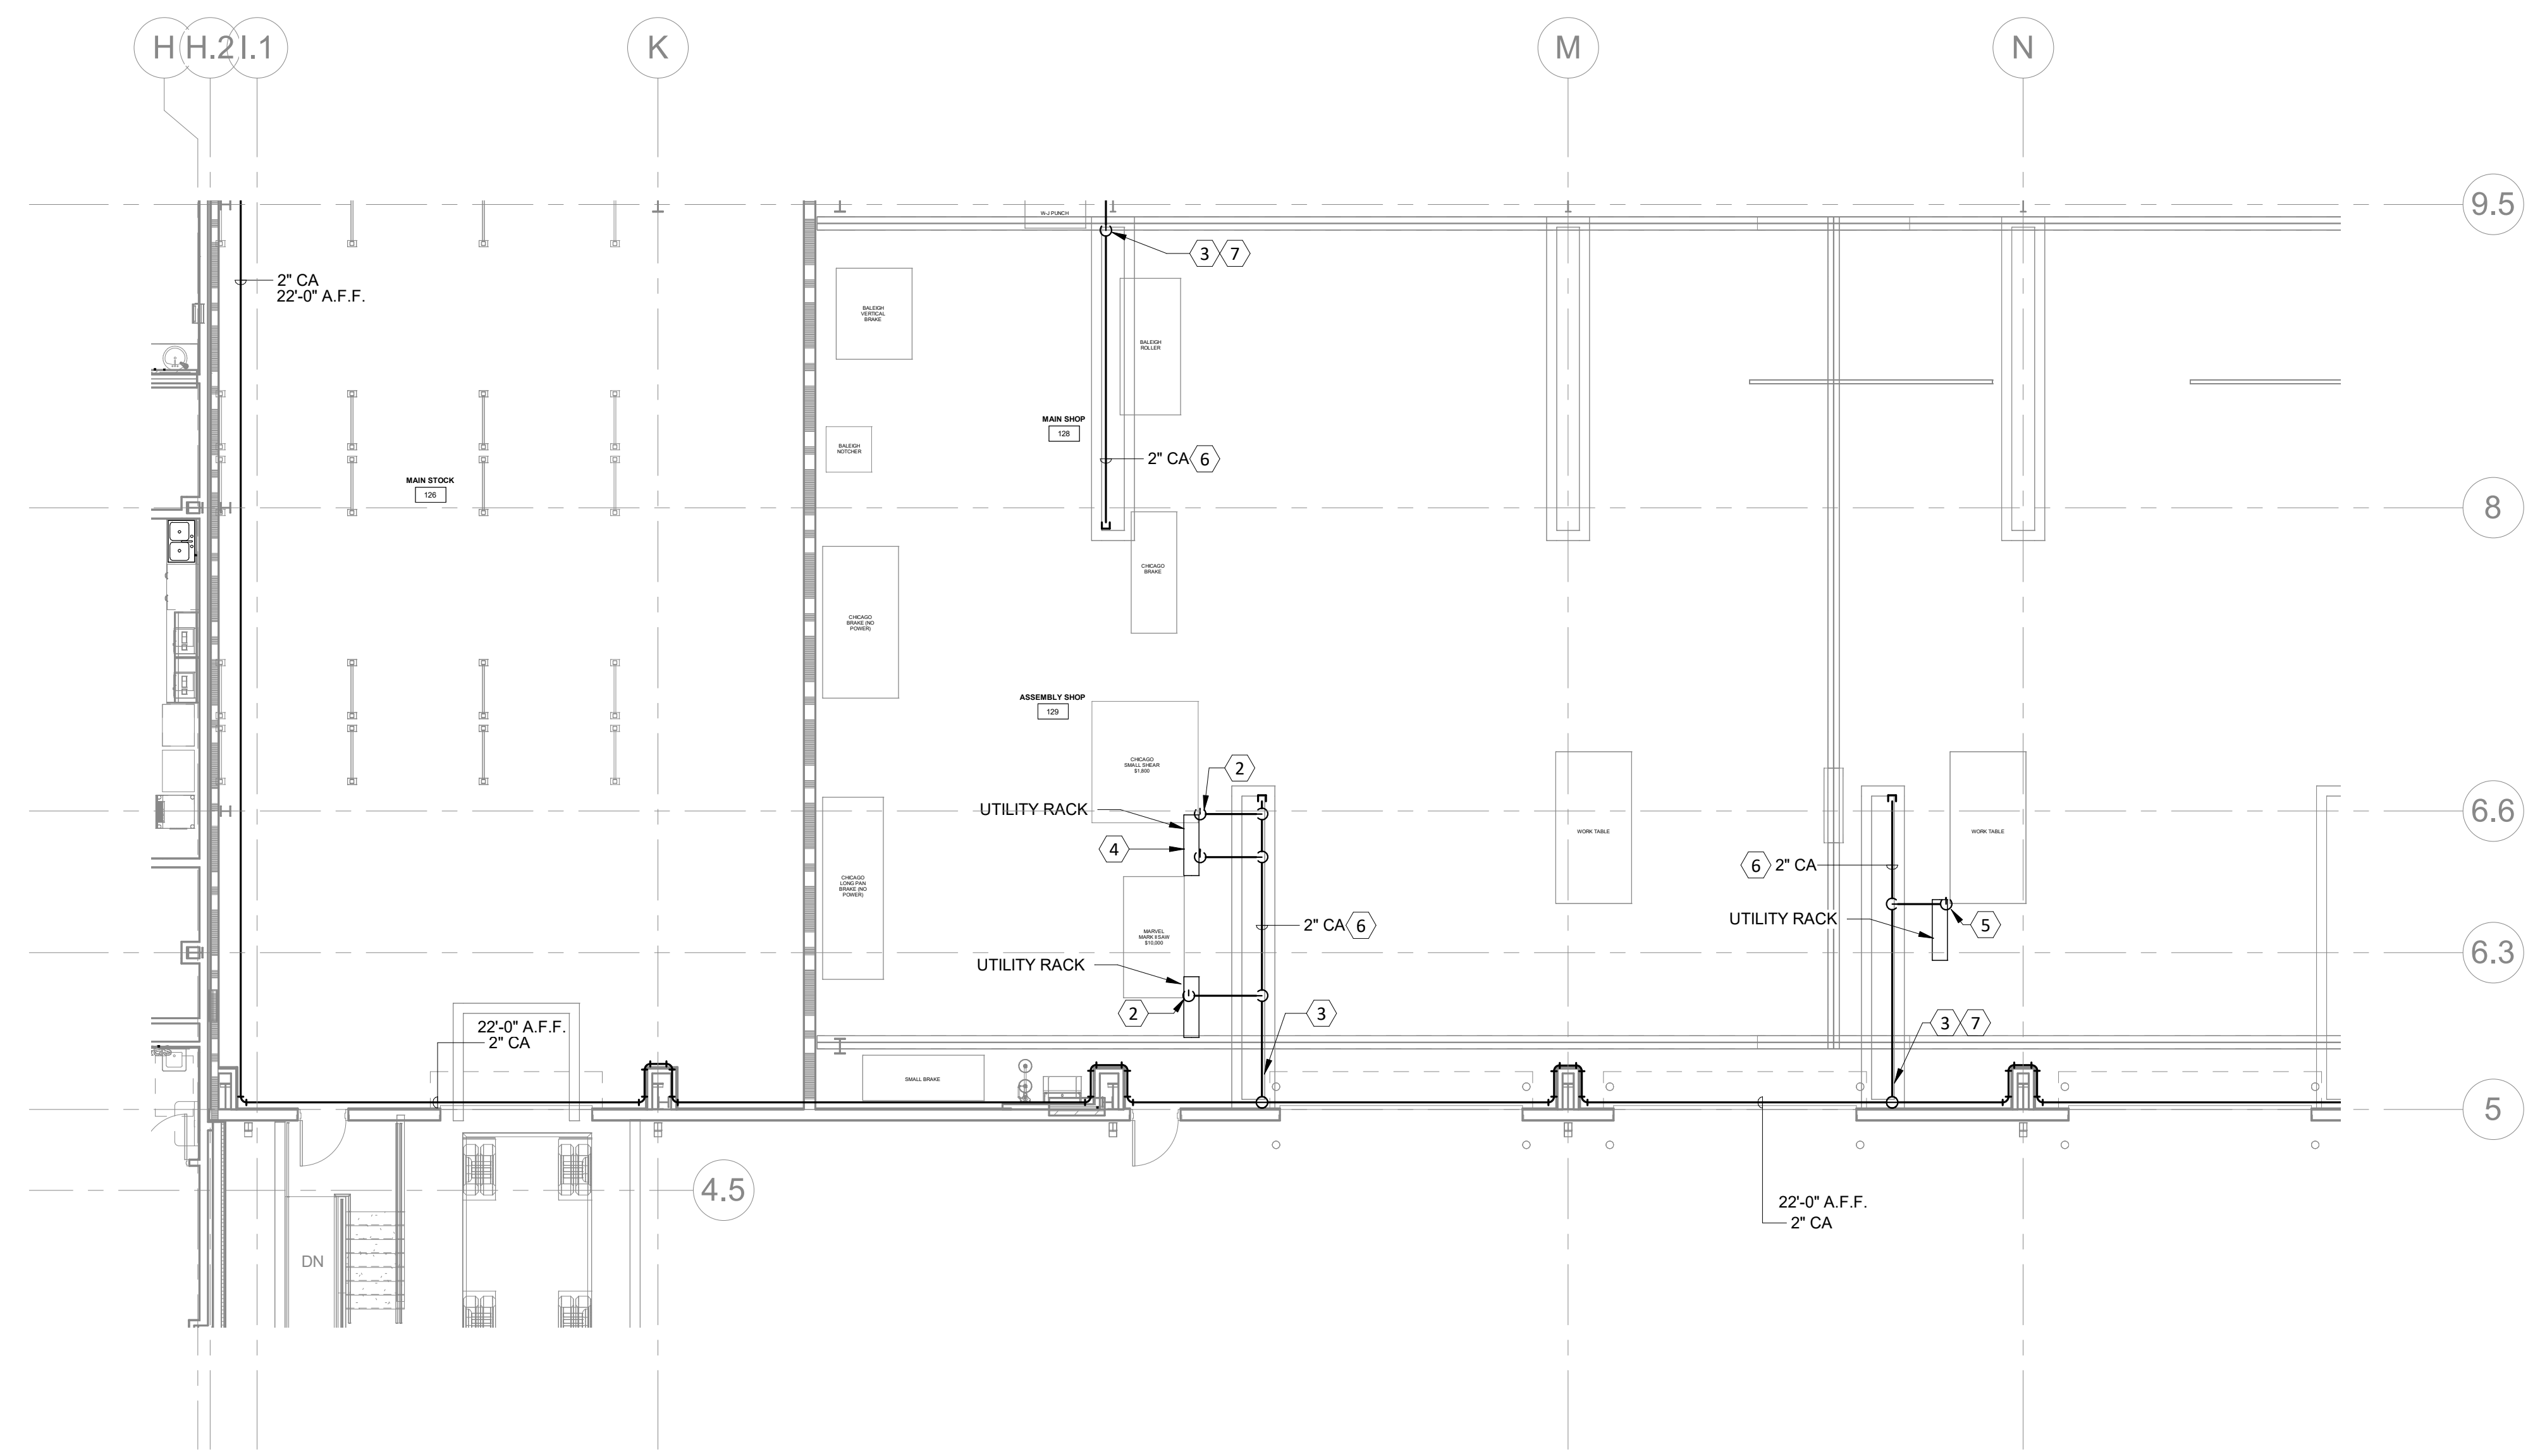 H
H.2
I.1
K
M
N
9.5
W-J PUNCH
3
7
2" CA
22'-0" A.F.F.
BALEIGH
VERTICAL
BRAKE
BALEIGH
ROLLER
MAIN SHOP
128
BALEIGH
NOTCHER
2" CA
6
MAIN STOCK
126
8
CHICAGO
BRAKE
CHICAGO
BRAKE (NO
POWER)
ASSEMBLY SHOP
129
CHICAGO
SMALL SHEAR
$1,800
2
UTILITY RACK
6.6
4
WORK TABLE
WORK TABLE
6
2" CA
CHICAGO
LONG PAN
BRAKE (NO
POWER)
MARVEL
MARK II SAW
$10,000
2" CA
6
UTILITY RACK
5
UTILITY RACK
6.3
2
3
3
7
22'-0" A.F.F.
2" CA
SMALL BRAKE
5
4.5
22'-0" A.F.F.
2" CA
DN